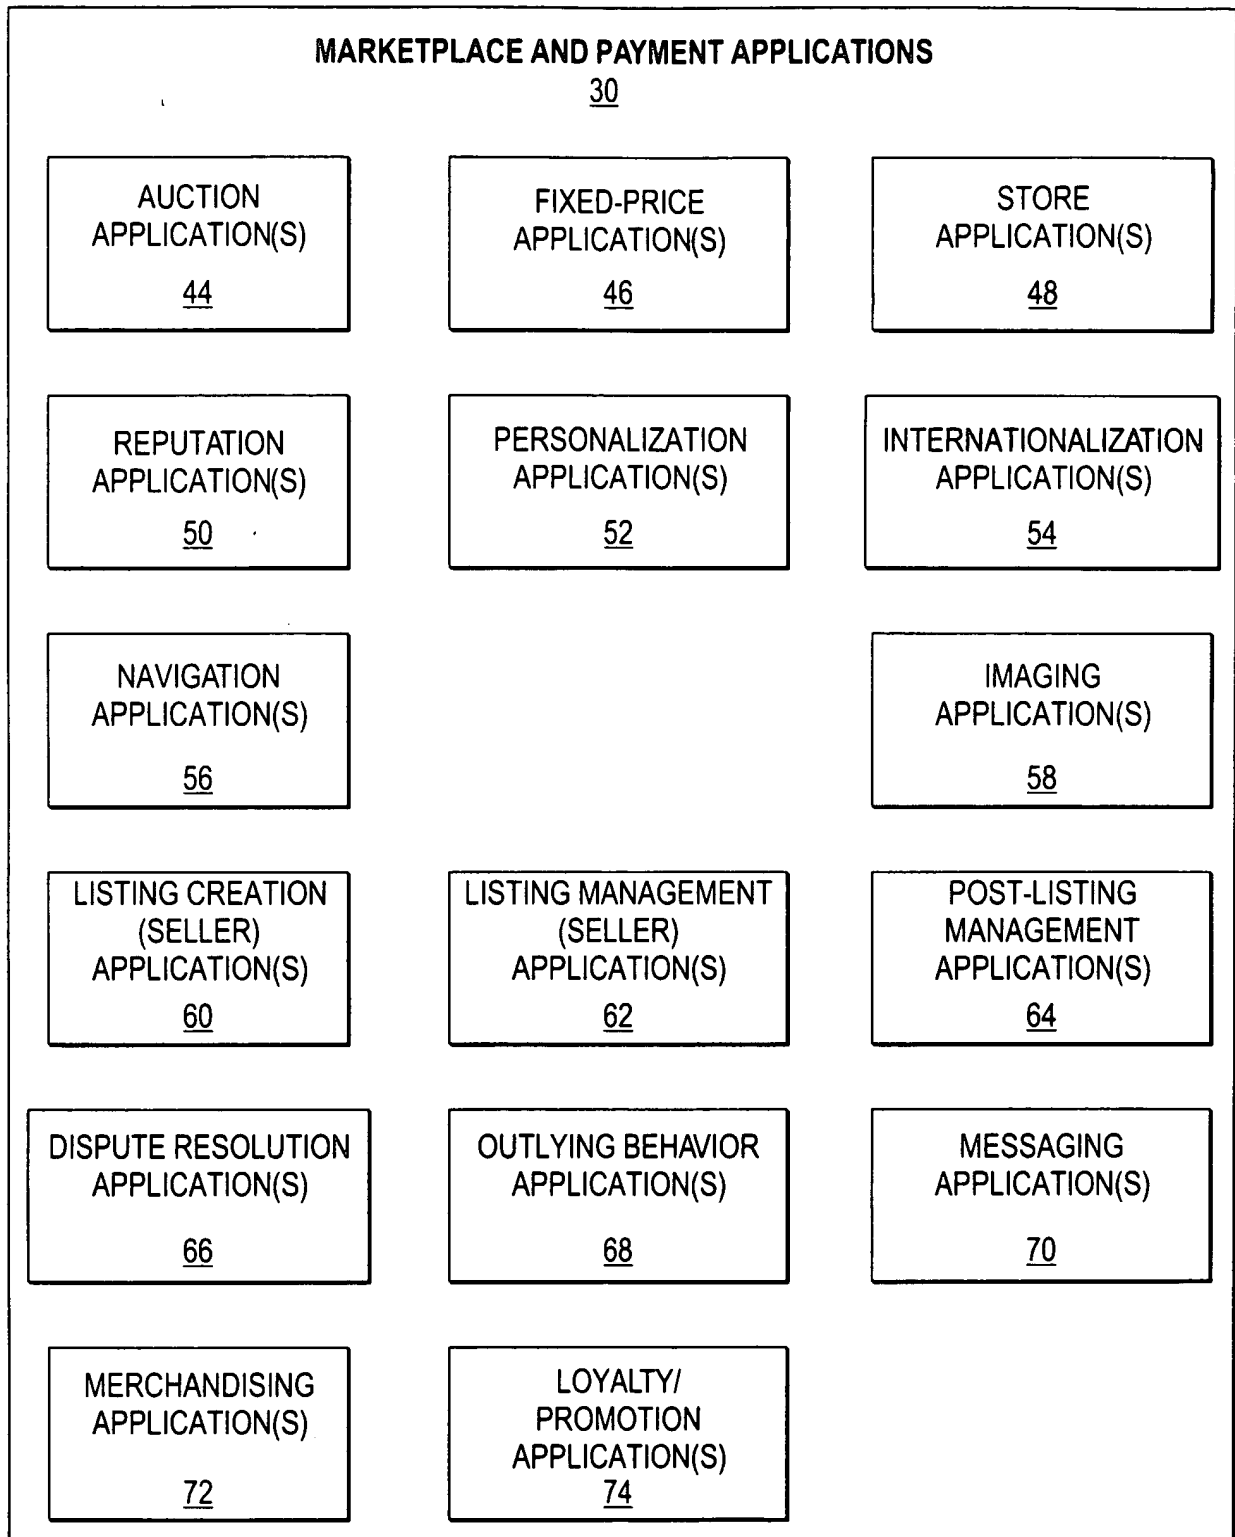 MARKETPLACE AND PAYMENT APPLICATIONS
30
AUCTION
APPLICATION(S)
44
FIXED-PRICE
APPLICATION(S)
46
STORE
APPLICATION(S)
48
REPUTATION
APPLICATION(S)
50
PERSONALIZATION
APPLICATION(S)
52
INTERNATIONALIZATION
APPLICATION(S)
54
NAVIGATION
APPLICATION(S)
56
IMAGING
APPLICATION(S)
58
LISTING CREATION
(SELLER)
APPLICATION(S)
60
LISTING MANAGEMENT
(SELLER)
APPLICATION(S)
62
POST-LISTING
MANAGEMENT
APPLICATION(S)
64
DISPUTE RESOLUTION
APPLICATION(S)
66
OUTLYING BEHAVIOR
APPLICATION(S)
68
MESSAGING
APPLICATION(S)
70
MERCHANDISING
APPLICATION(S)
72
LOYALTY/
PROMOTION
APPLICATION(S)
74